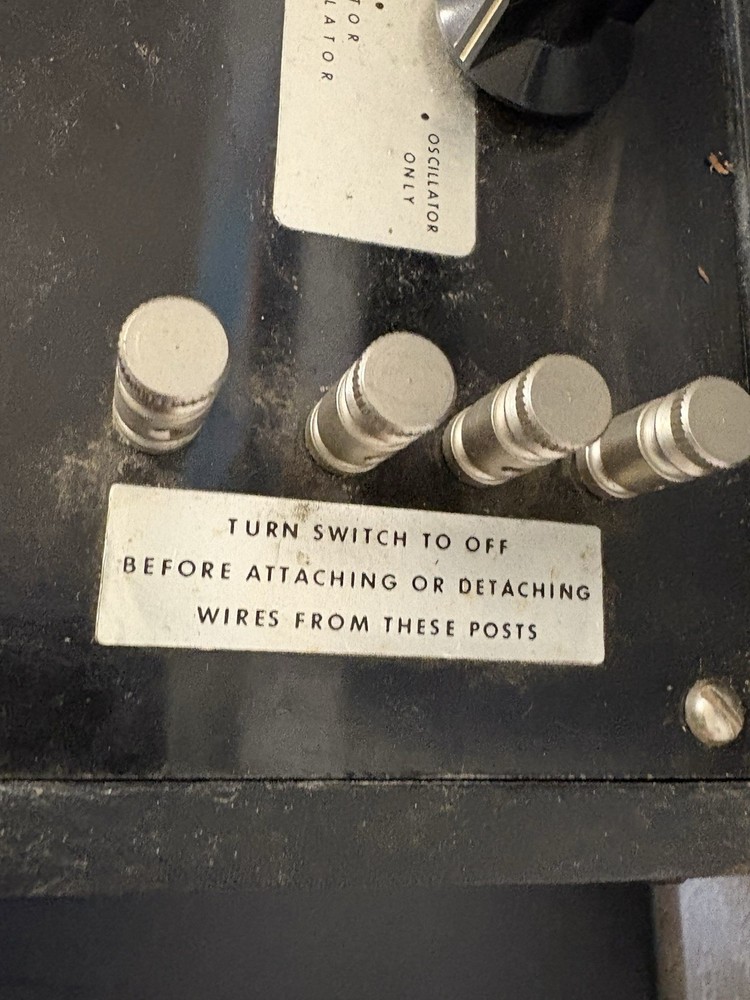 OSCILLATOR
ONLY
TURN SWITCH TO OFF
BEFORE ATTACHING OR DETACHING
WIRES FROM THESE POSTS